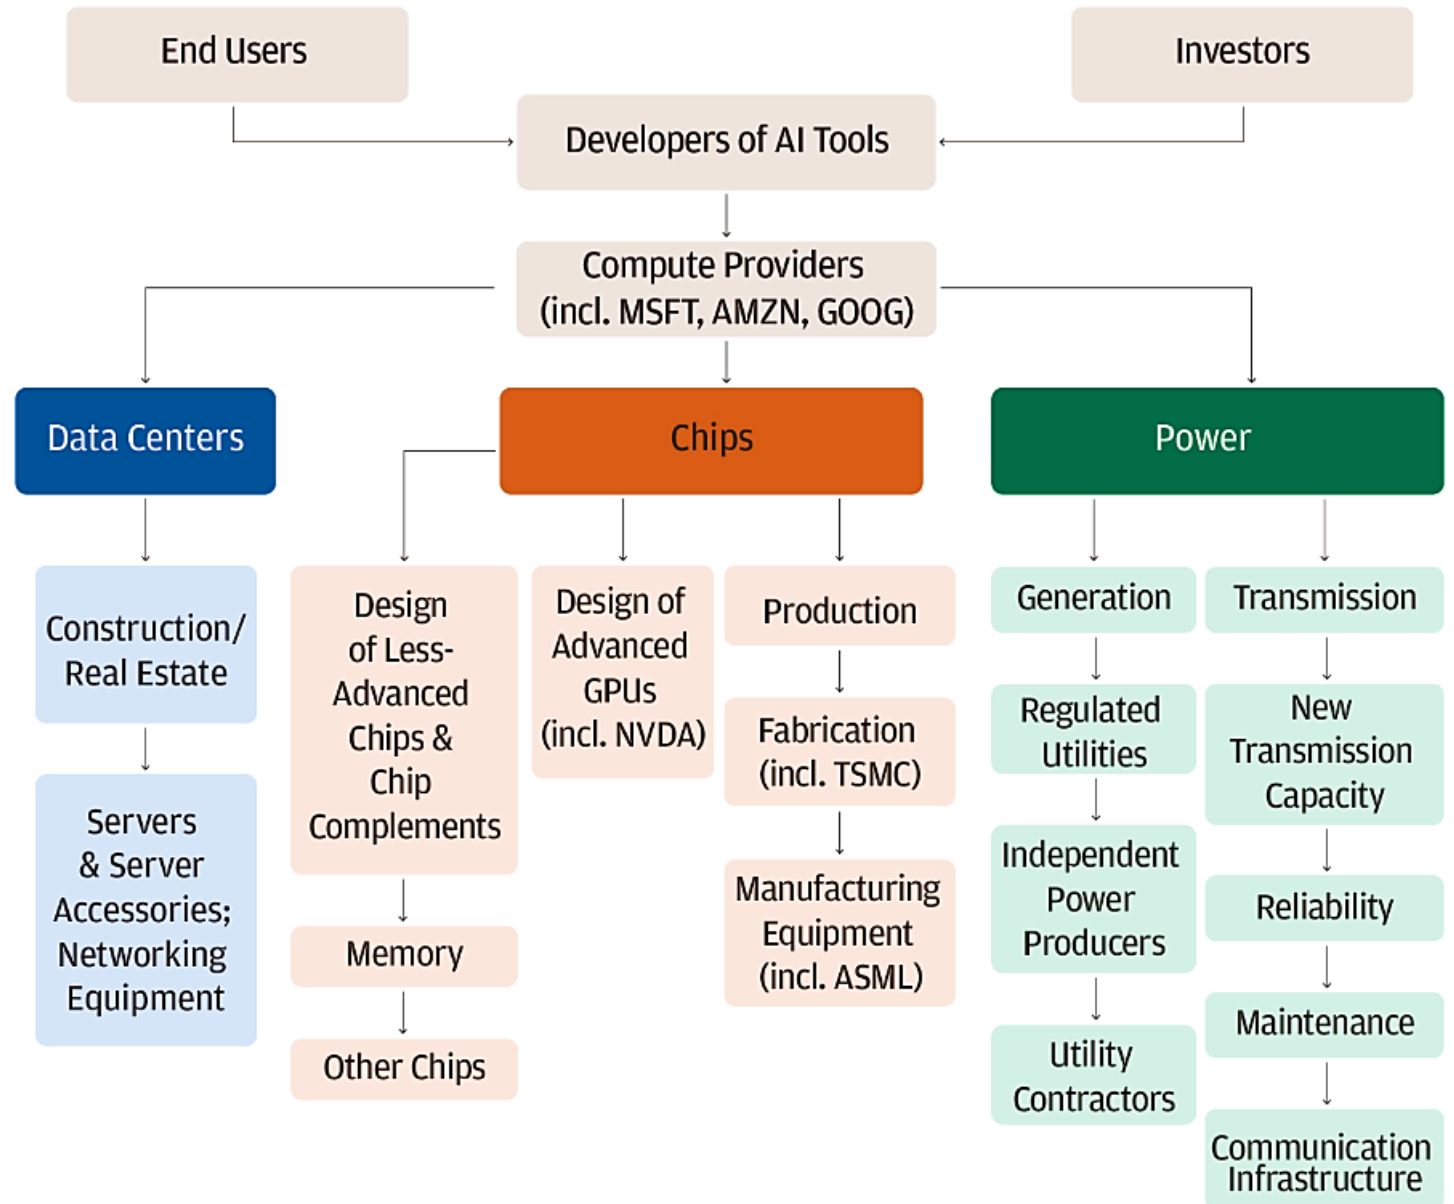 End Users
Investors
Developers of AI Tools
Compute Providers
(incl. MSFT, AMZN, GOOG)
Data Centers
Chips
Power
Construction/
Real Estate
Servers
& Server
Accessories;
Networking
Equipment
Design
of Less-
Advanced
Chips &
Chip
Complements
Memory
Other Chips
Design of
Advanced
GPUs
(incl. NVDA)
Production
Fabrication
(incl. TSMC)
Manufacturing
Equipment
(incl. ASML)
Generation
Regulated
Utilities
Independent
Power
Producers
Utility
Contractors
Transmission
New
Transmission
Capacity
Reliability
Maintenance
Communication
Infrastructure